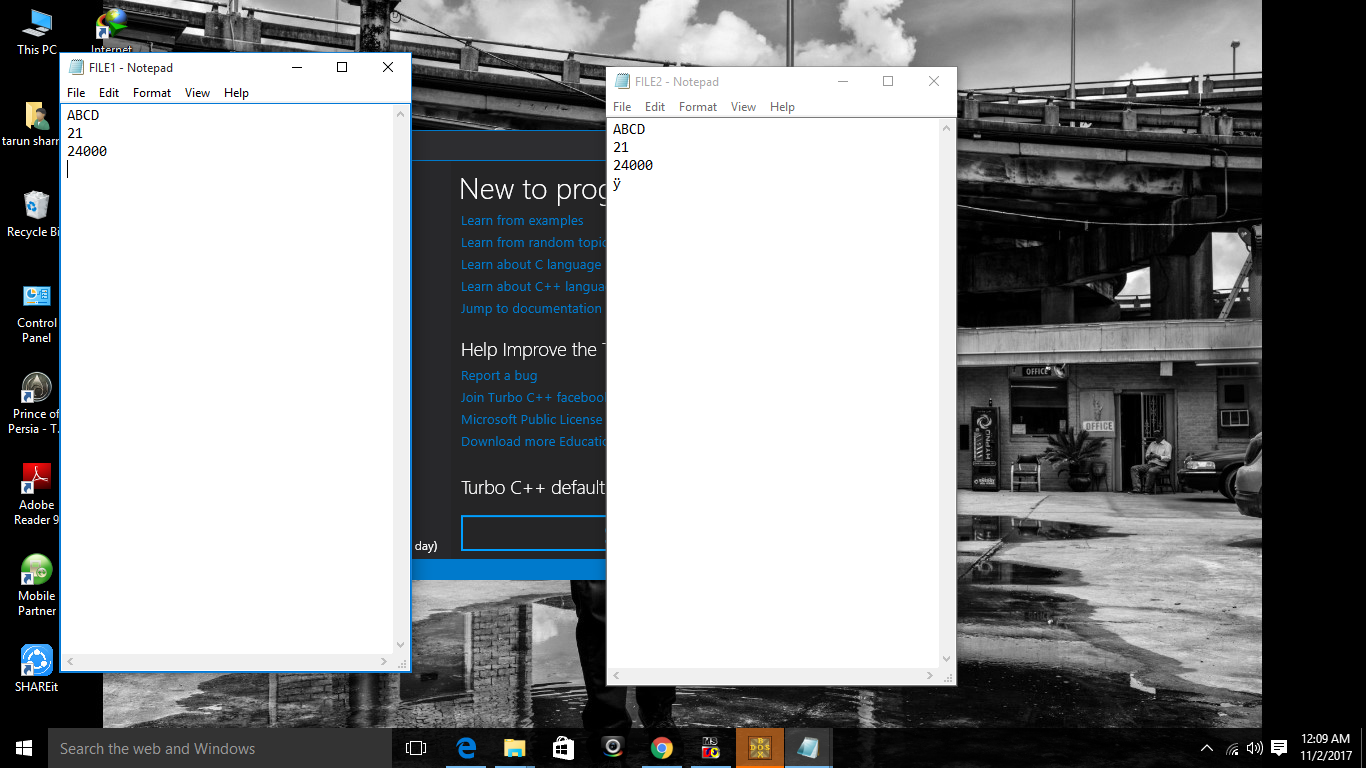 This PC
Internet
tarun sharr
Recycle Bi
Control
Panel
Prince of
Persia - T...
Adobe
Reader 9
Mobile
Partner
SHAREit
FILE1 - Notepad
File Edit Format View Help
ABCD
21
24000
New to prog
Learn from examples
Learn from random topic
Learn about C language
Learn about C++ langua
Jump to documentation
Help Improve the T
Report a bug
Join Turbo C++ faceboo
Microsoft Public License
Download more Educatio
Turbo C++ default
day)
FILE2 - Notepad
File Edit Format View Help
ABCD
21
24000
ÿ
OFFICE
OFFICE
HYPNO
Search the web and Windows
DOS
12:09 AM
11/2/2017